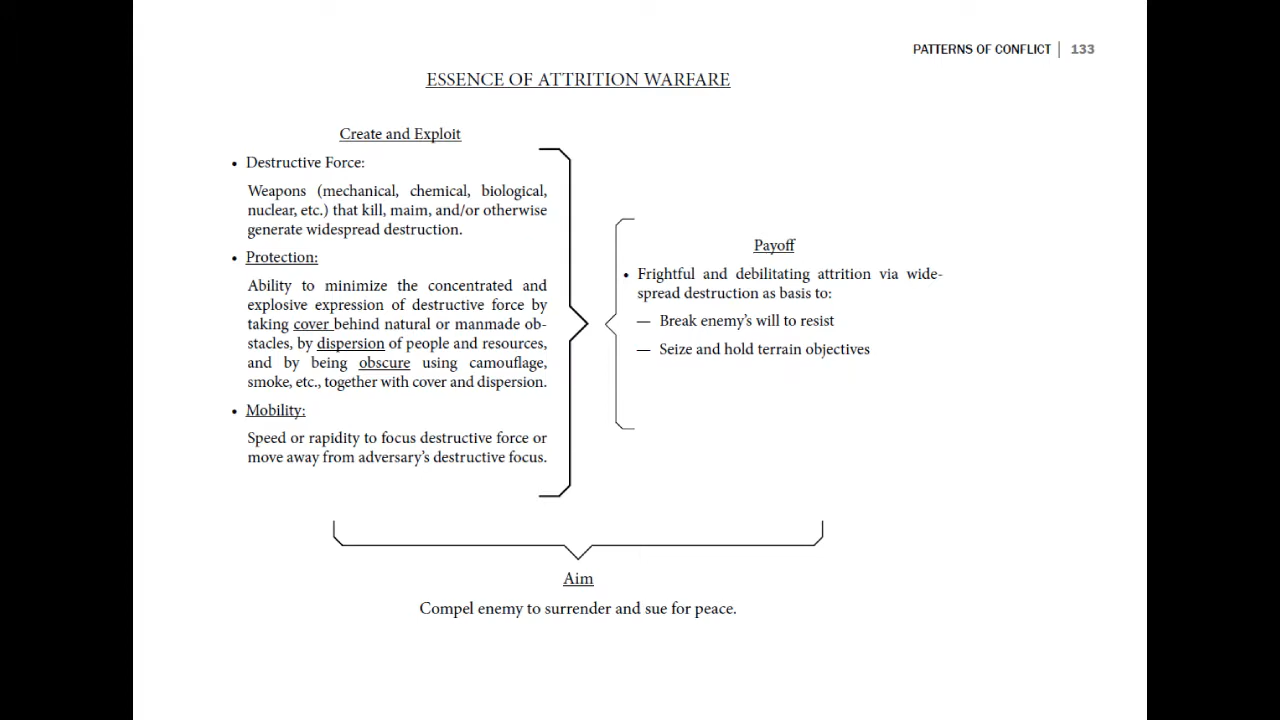 PATTERNS OF CONFLICT | 133
ESSENCE OF ATTRITION WARFARE
Create and Exploit
• Destructive Force:
Weapons (mechanical, chemical, biological,
nuclear, etc.) that kill, maim, and/or otherwise
generate widespread destruction.
• Protection:
Ability to minimize the concentrated and
explosive expression of destructive force by
taking cover behind natural or manmade ob-
stacles, by dispersion of people and resources,
and by being obscure using camouflage,
smoke, etc., together with cover and dispersion.
• Mobility:
Speed or rapidity to focus destructive force or
move away from adversary's destructive focus.
Payoff
• Frightful and debilitating attrition via wide-
spread destruction as basis to:
— Break enemy's will to resist
— Seize and hold terrain objectives
Aim
Compel enemy to surrender and sue for peace.